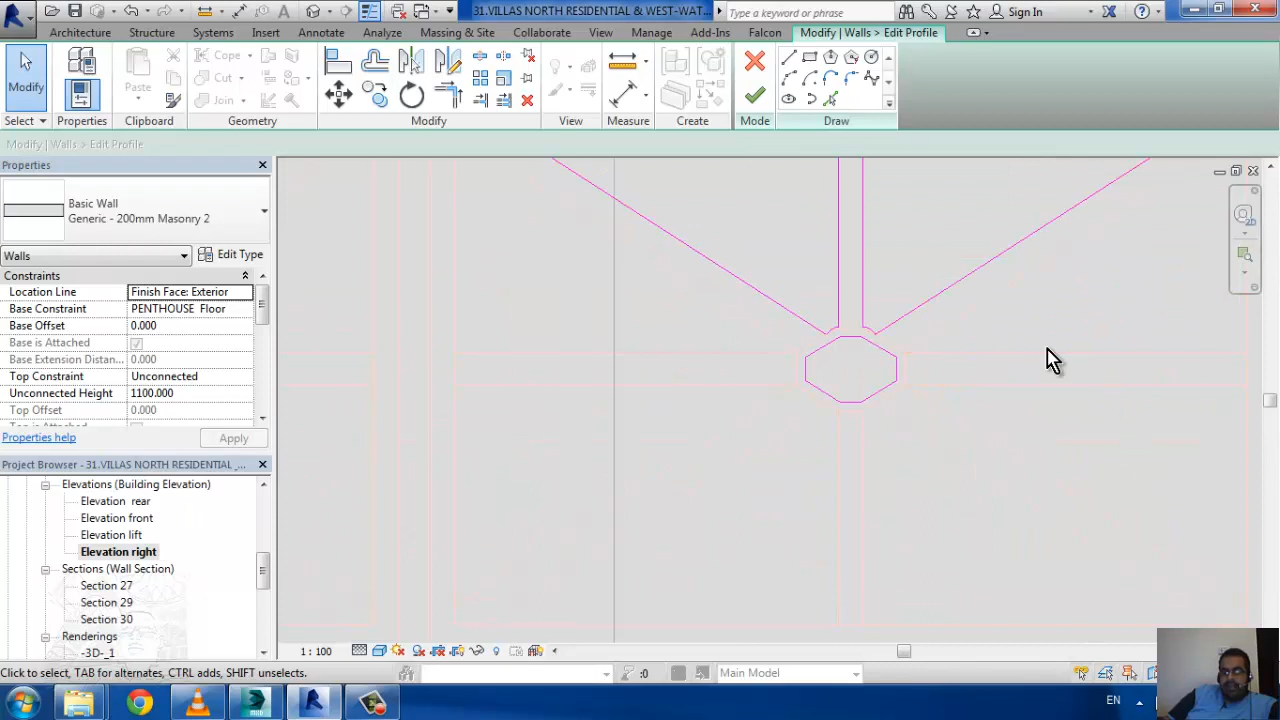 31.VILLAS NORTH RESIDENTIAL & WEST-WAT...
Type a keyword or phrase
Sign In
Architecture
Structure
Systems
Insert
Annotate
Analyze
Massing & Site
Collaborate
View
Manage
Add-Ins
Falcon
Modify | Walls > Edit Profile
Modify
Paste
Cope
Cut
Join
Select
Properties
Clipboard
Geometry
Modify
View
Measure
Create
Mode
Draw
Modify | Walls > Edit Profile
Properties
Basic Wall
Generic - 200mm Masonry 2
Walls
Edit Type
Constraints
Location Line Finish Face: Exterior
Base Constraint PENTHOUSE Floor
Base Offset 0.000
Base is Attached
Base Extension Distan... 0.000
Top Constraint Unconnected
Unconnected Height 1100.000
Top Offset 0.000
Properties help
Apply
Project Browser - 31.VILLAS NORTH RESIDENTIAL _...
Elevations (Building Elevation)
Elevation rear
Elevation front
Elevation lift
Elevation right
Sections (Wall Section)
Section 27
Section 29
Section 30
Renderings
-3D-_1
1 : 100
Click to select, TAB for alternates, CTRL adds, SHIFT unselects.
:0
Main Model
EN